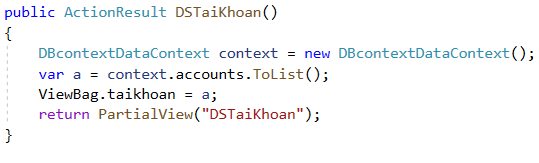 public ActionResult DSTaiKhoan()
{
    DBcontextDataContext context = new DBcontextDataContext();
    var a = context.accounts.ToList();
    ViewBag.taikhoan = a;
    return PartialView("DSTaiKhoan");
}